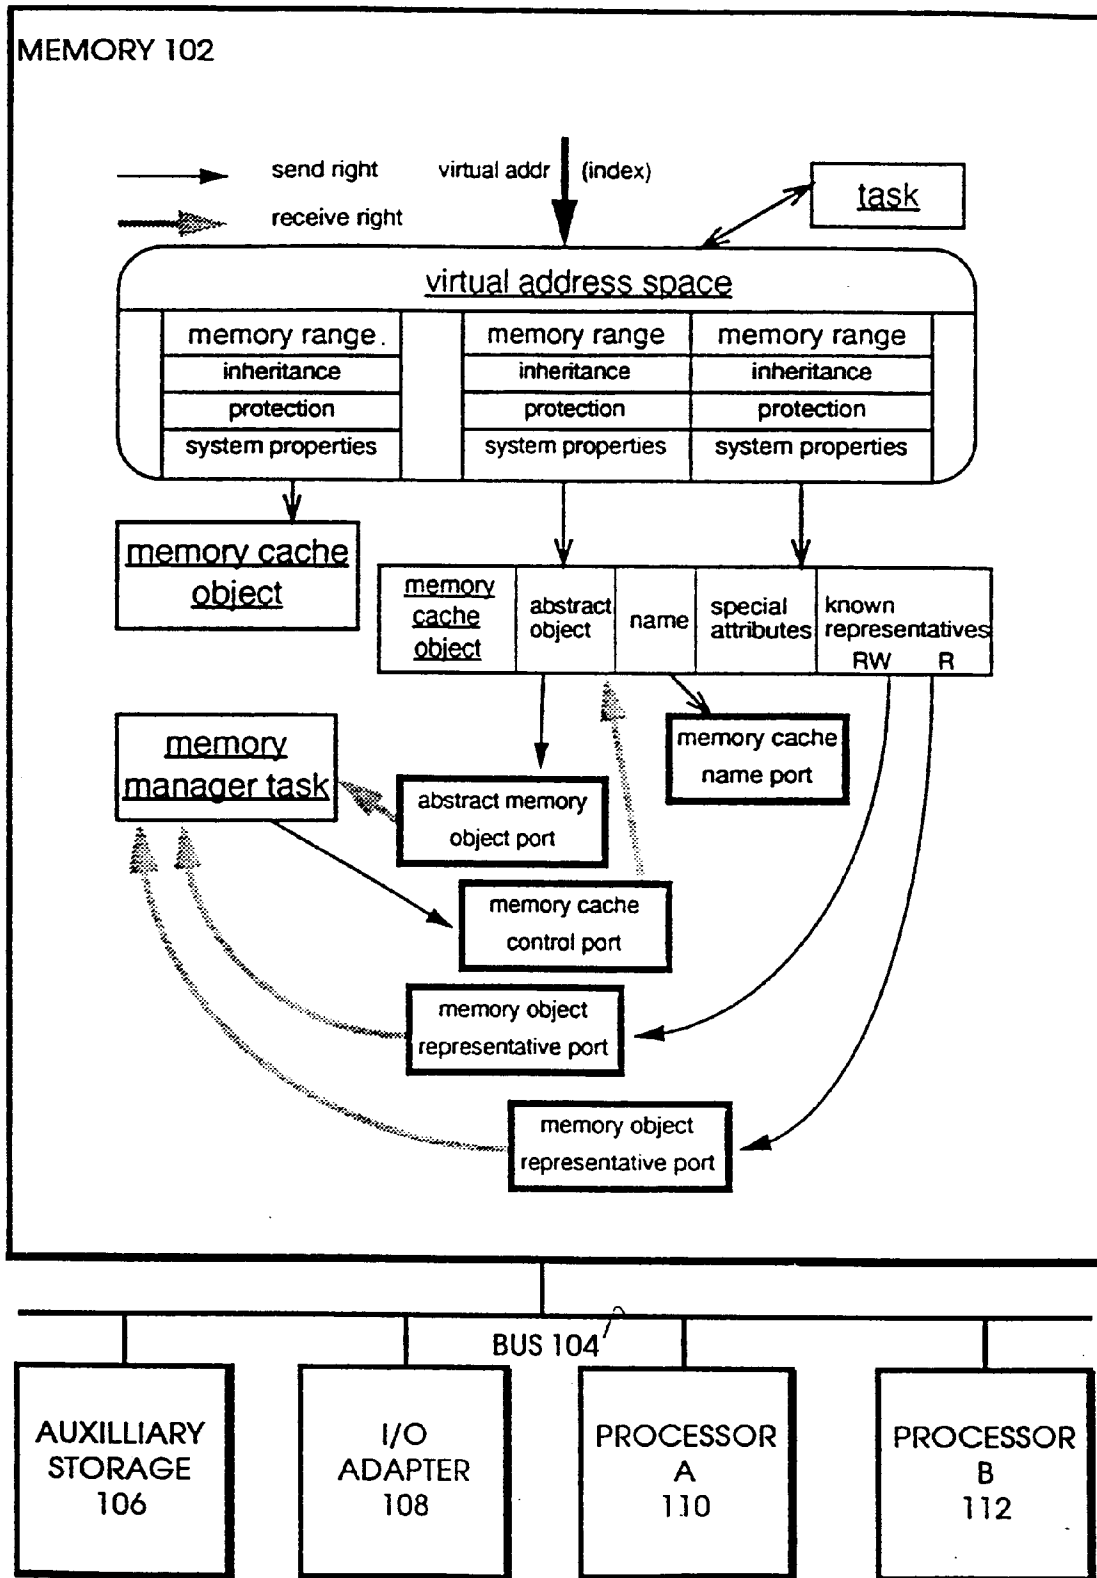 MEMORY 102
send right
virtual addr
(index)
task
receive right
virtual address space
memory range.
memory range
memory range
inheritance
inheritance
inheritance
protection
protection
protection
system properties
system properties
system properties
memory cache
object
memory
cache
object
abstract
object
name
special
attributes
known
representatives
RW
R
memory
manager task
memory cache
name port
abstract memory
object port
memory cache
control port
memory object
representative port
memory object
representative port
BUS 104
AUXILLIARY
STORAGE
106
I/O
ADAPTER
108
PROCESSOR
A
110
PROCESSOR
B
112